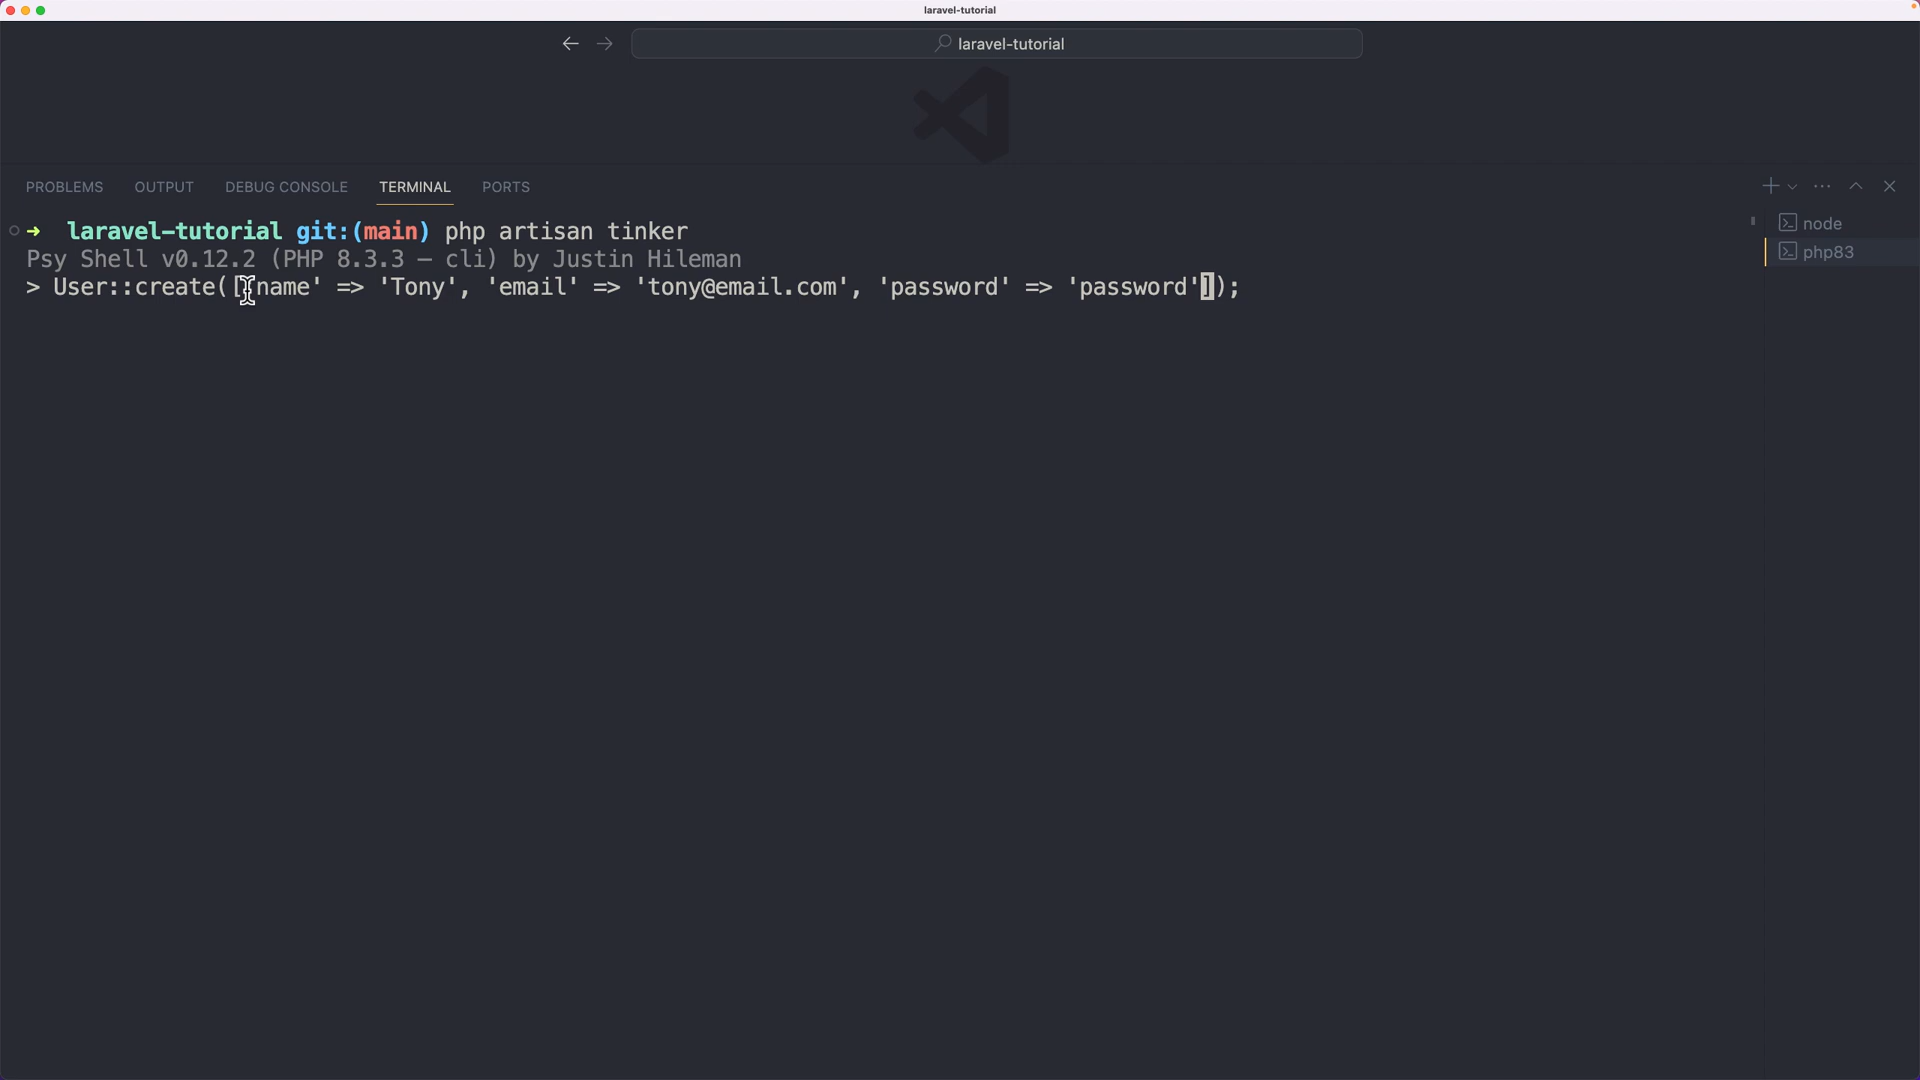 laravel-tutorial
laravel-tutorial
PROBLEMS OUTPUT DEBUG CONSOLE TERMINAL PORTS
laravel-tutorial git:(main) php artisan tinker
node
Psy Shell v0.12.2 (PHP 8.3.3 — cli) by Justin Hileman
php83
> User::create(['name' => 'Tony', 'email' => 'tony@email.com', 'password' => 'password']);